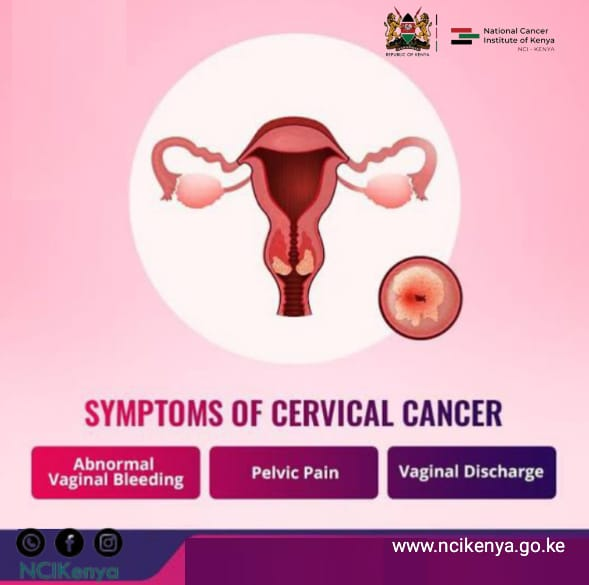 REPUBLIC OF KENYA
National Cancer
Institute of Kenya
NCI - KENYA
SYMPTOMS OF CERVICAL CANCER
Abnormal
Vaginal Bleeding
Pelvic Pain
Vaginal Discharge
NCIKenya
www.ncikenya.go.ke